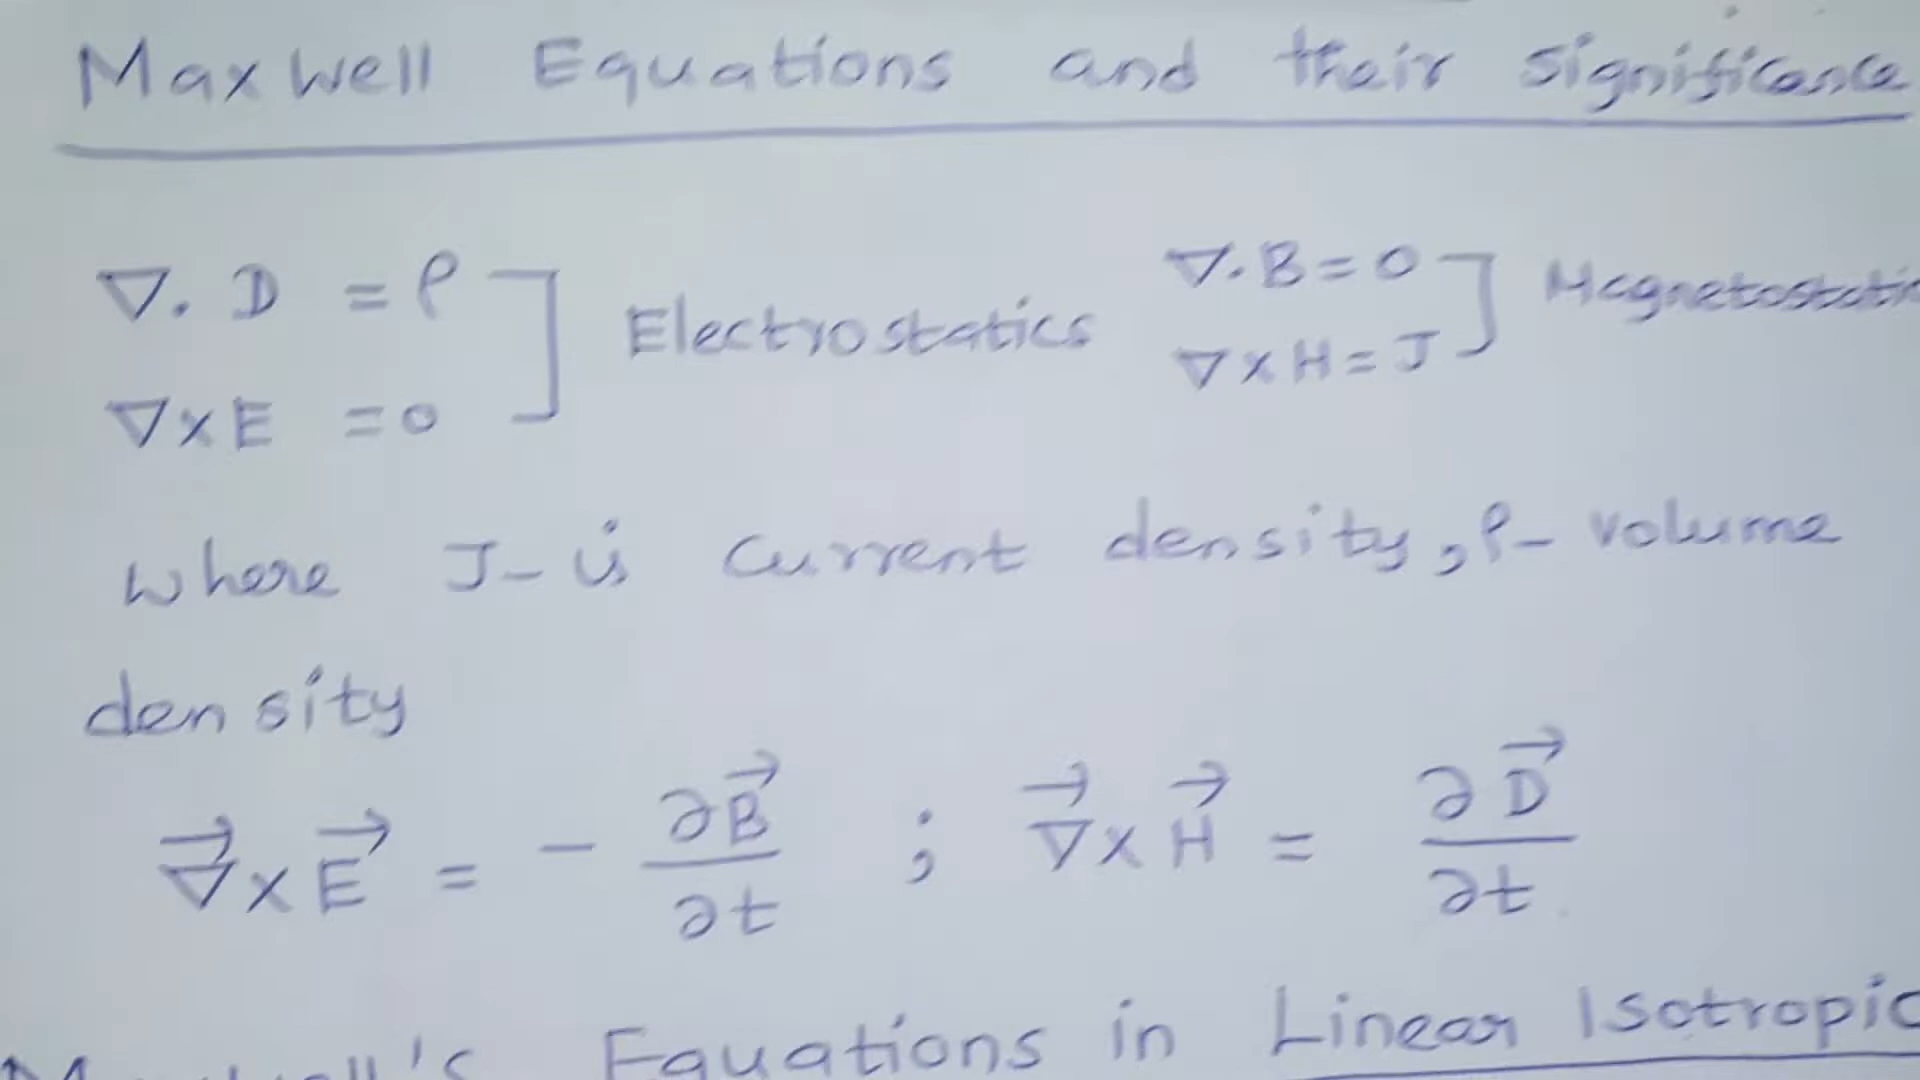 Maxwell Equations and their significance
∇. D = ρ ] Electrostatics ∇.B=0 ] Magnetostatic
∇×E =0 ∇×H=J
where J- is current density, ρ- volume
density
∇⃗×E⃗ = - ∂B⃗/∂t ; ∇⃗×H⃗ = ∂D⃗/∂t
Maxwell's Equations in Linear Isotropic